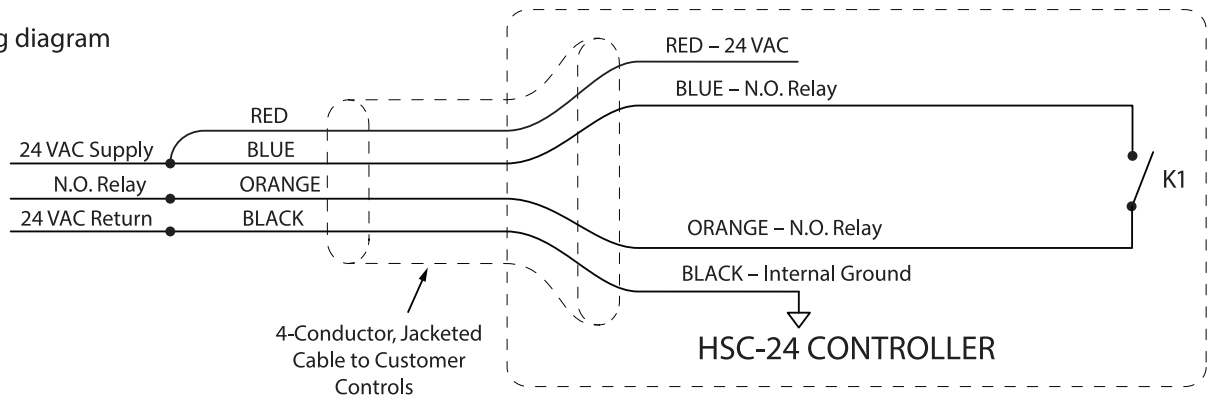 g diagram
RED – 24 VAC
BLUE – N.O. Relay
RED
24 VAC Supply
BLUE
N.O. Relay
ORANGE
24 VAC Return
BLACK
K1
ORANGE – N.O. Relay
BLACK – Internal Ground
4-Conductor, Jacketed
Cable to Customer
Controls
HSC-24 CONTROLLER